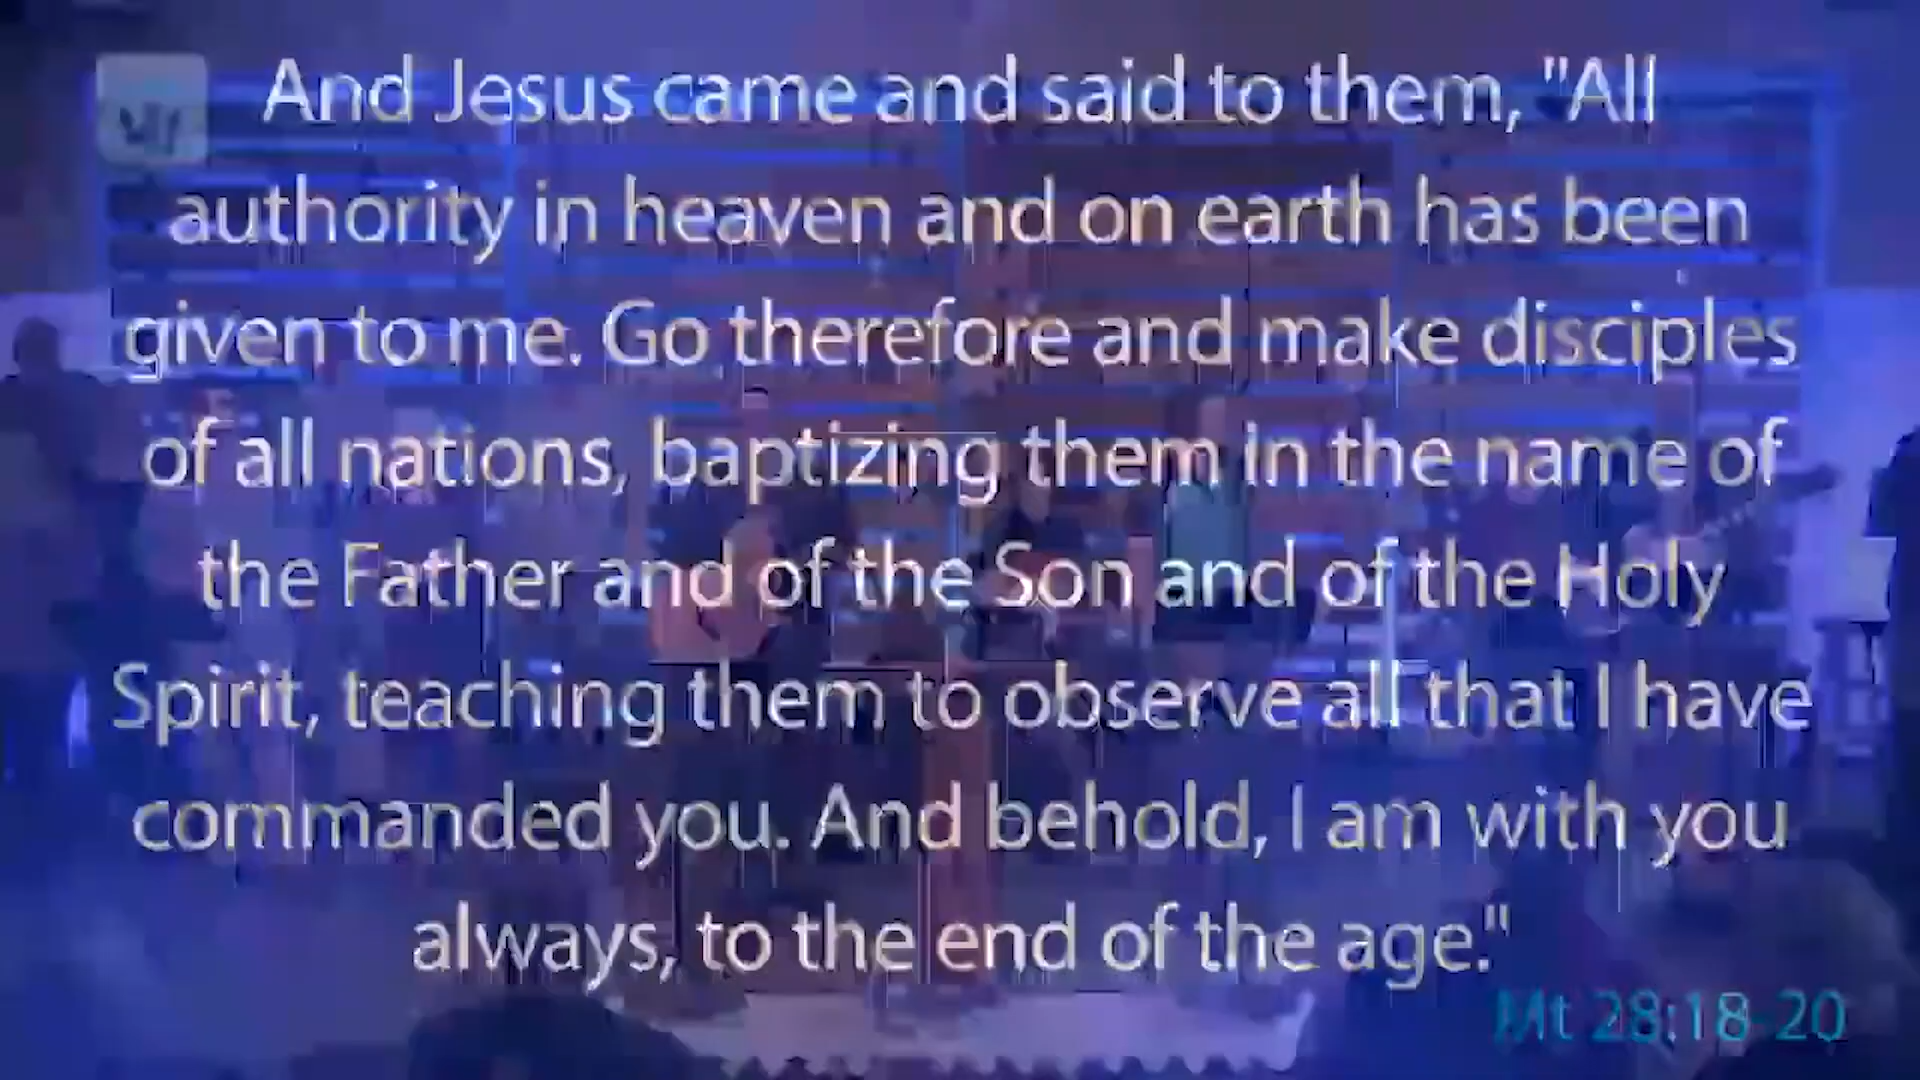 And Jesus came and said to them, "All
authority in heaven and on earth has been
given to me. Go therefore and make disciples
of all nations, baptizing them in the name of
the Father and of the Son and of the Holy
Spirit, teaching them to observe all that I have
commanded you. And behold, I am with you
always, to the end of the age."
Mt 28:18-20